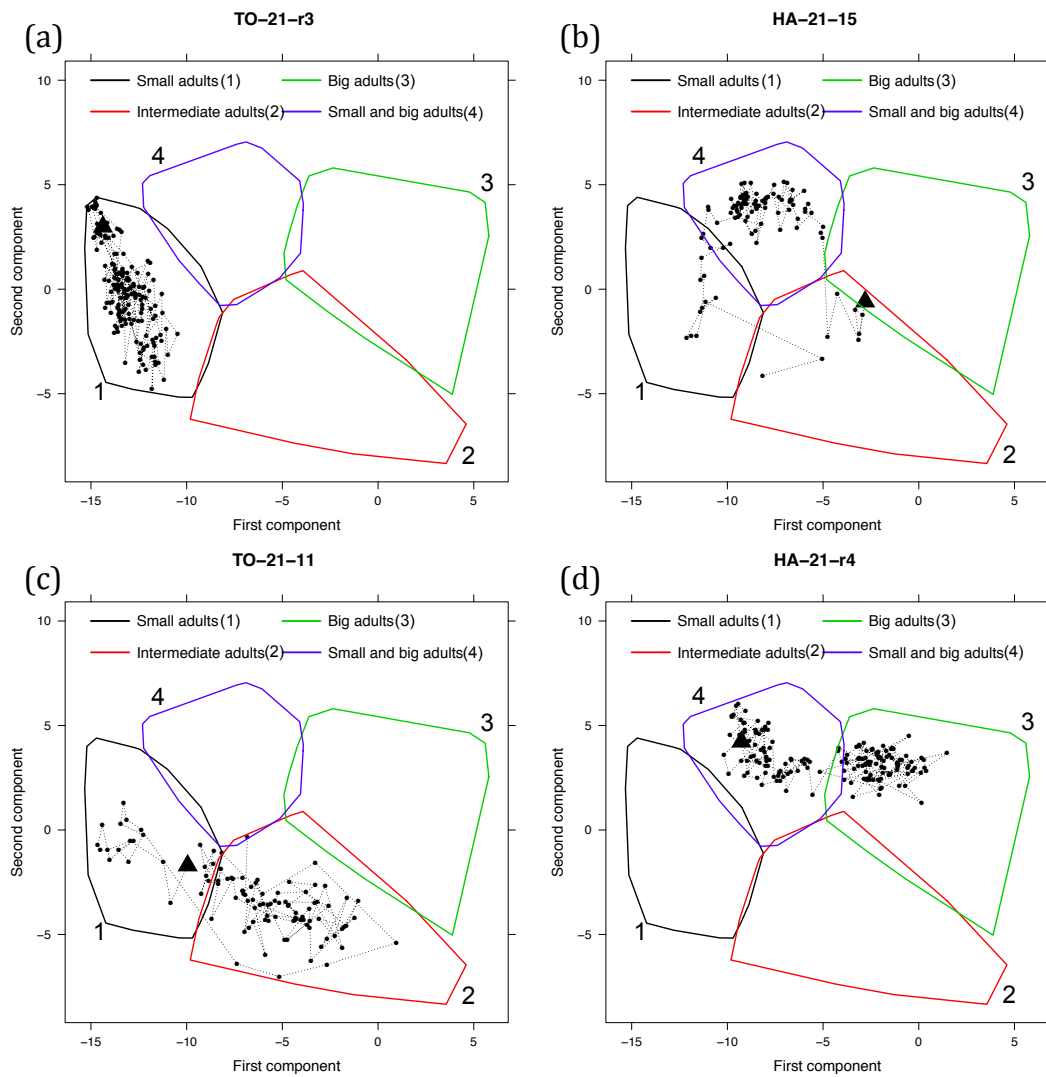 (a) TO−21−r3
Small adults(1) Big adults(3)
Intermediate adults(2) Small and big adults(4)
10
5
0
−5
Second component
4
3
1
2
−15 −10 −5 0 5
First component
(b) HA−21−15
Small adults(1) Big adults(3)
Intermediate adults(2) Small and big adults(4)
10
5
0
−5
Second component
4
3
1
2
−15 −10 −5 0 5
First component
(c) TO−21−11
Small adults(1) Big adults(3)
Intermediate adults(2) Small and big adults(4)
10
5
0
−5
Second component
4
3
1
2
−15 −10 −5 0 5
First component
(d) HA−21−r4
Small adults(1) Big adults(3)
Intermediate adults(2) Small and big adults(4)
10
5
0
−5
Second component
4
3
1
2
−15 −10 −5 0 5
First component